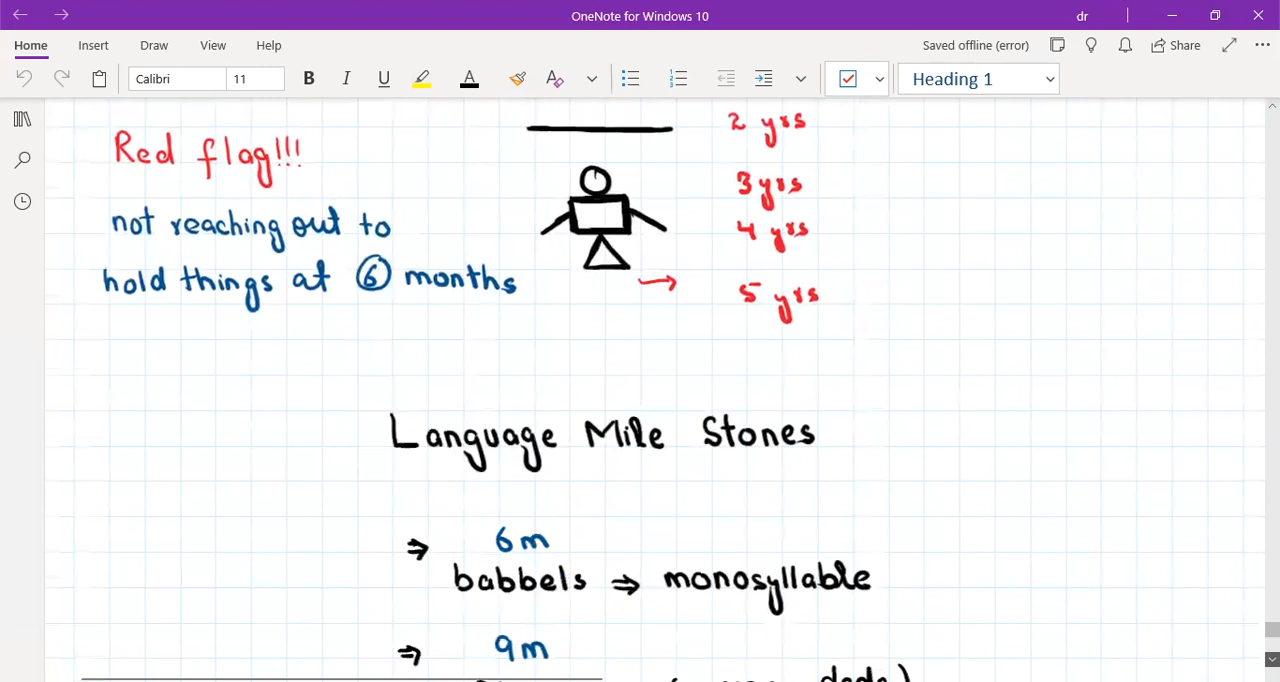 OneNote for Windows 10
dr
Home Insert Draw View Help
Saved offline (error)
Share
Calibri 11 B I U A A Heading 1
2 yrs
Red flag!!!
3 yrs
not reaching out to
4 yrs
hold things at 6 months
5 yrs
Language Mile Stones
⇒ 6m
babbels ⇒ monosyllable
⇒ 9m
dada)